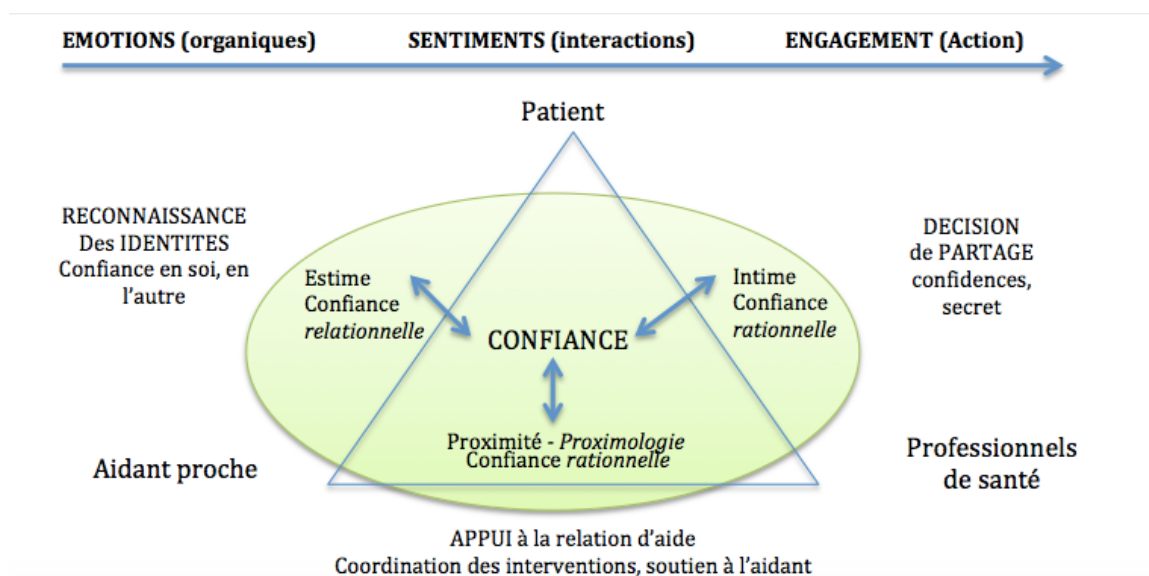 EMOTIONS (organiques) SENTIMENTS (interactions) ENGAGEMENT (Action)
Patient
RECONNAISSANCE
Des IDENTITES
Confiance en soi, en
l'autre
DECISION
de PARTAGE
confidences,
secret
Estime
Confiance
relationnelle
Intime
Confiance
rationnelle
CONFIANCE
Proximité - Proximologie
Confiance rationnelle
Aidant proche
Professionnels
de santé
APPUI à la relation d'aide
Coordination des interventions, soutien à l'aidant